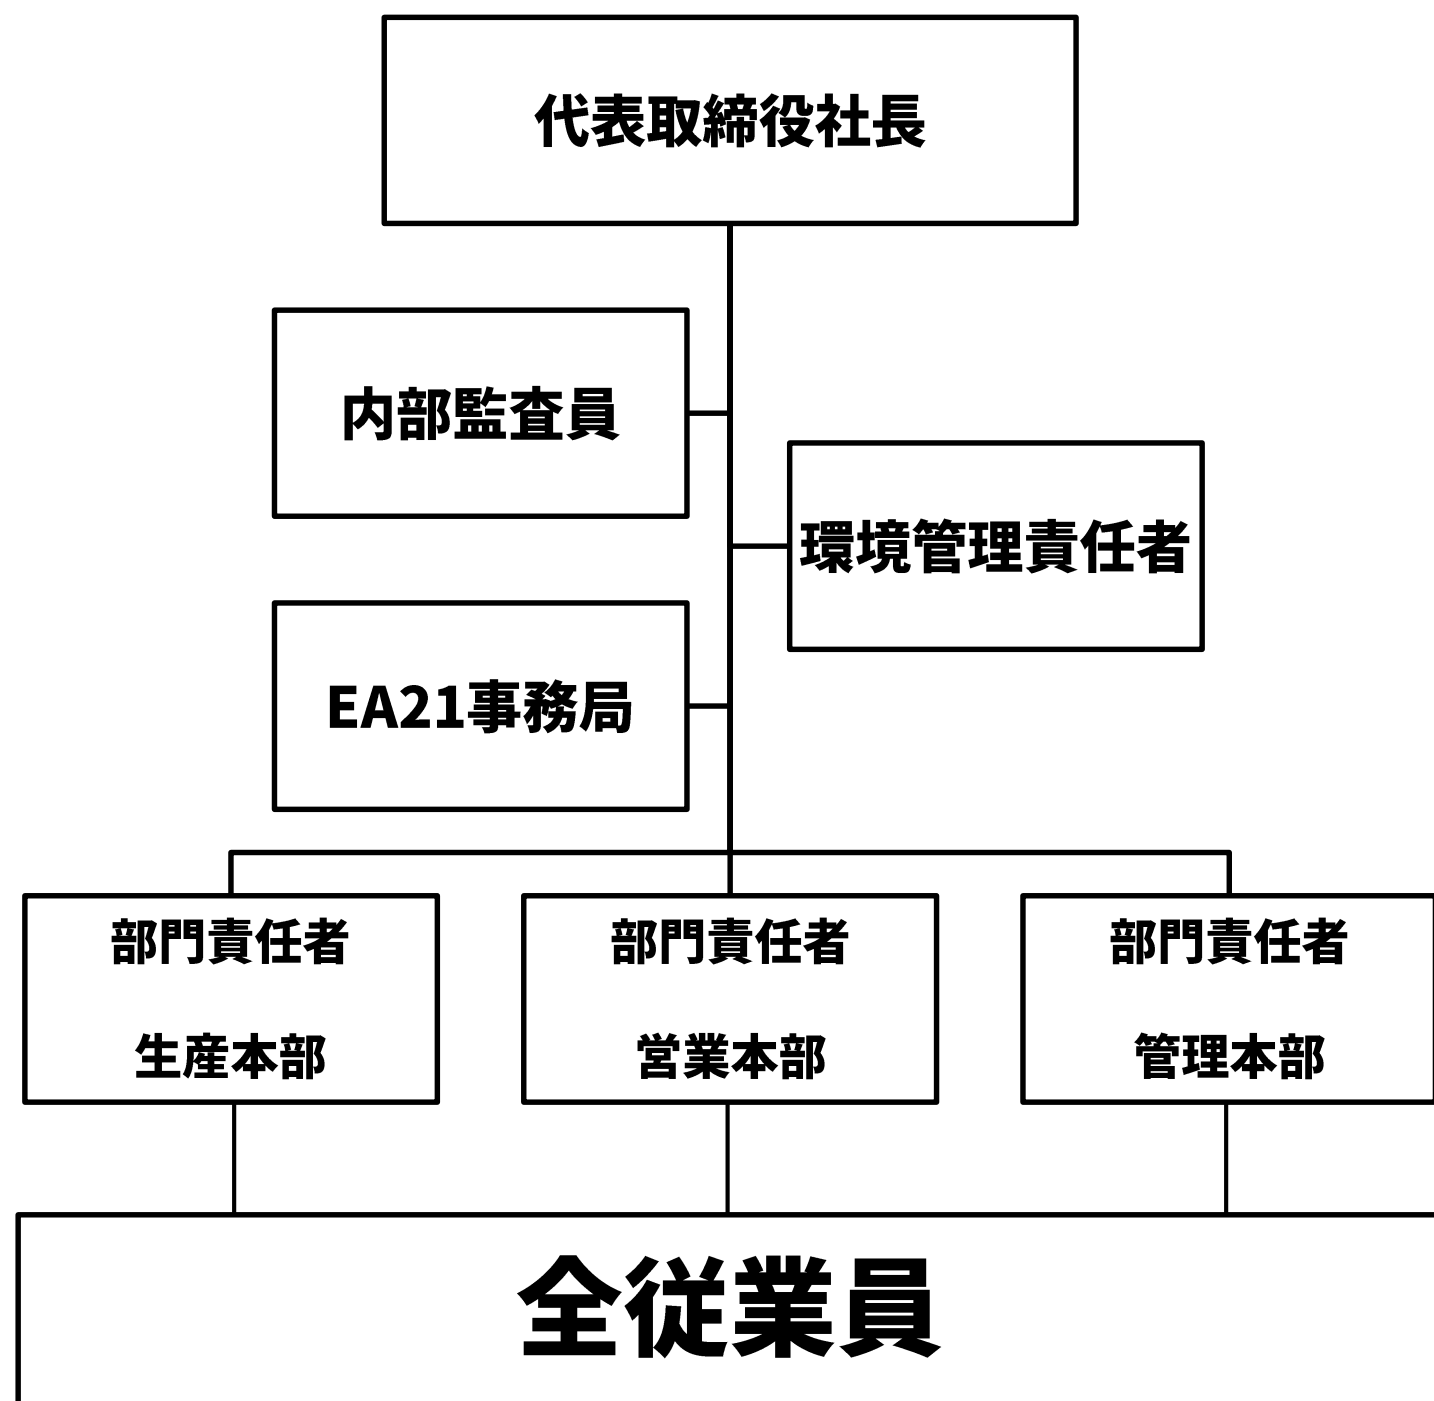 代表取締役社長
内部監査員
環境管理責任者
EA21事務局
部門責任者
生産本部
部門責任者
営業本部
部門責任者
管理本部
全従業員